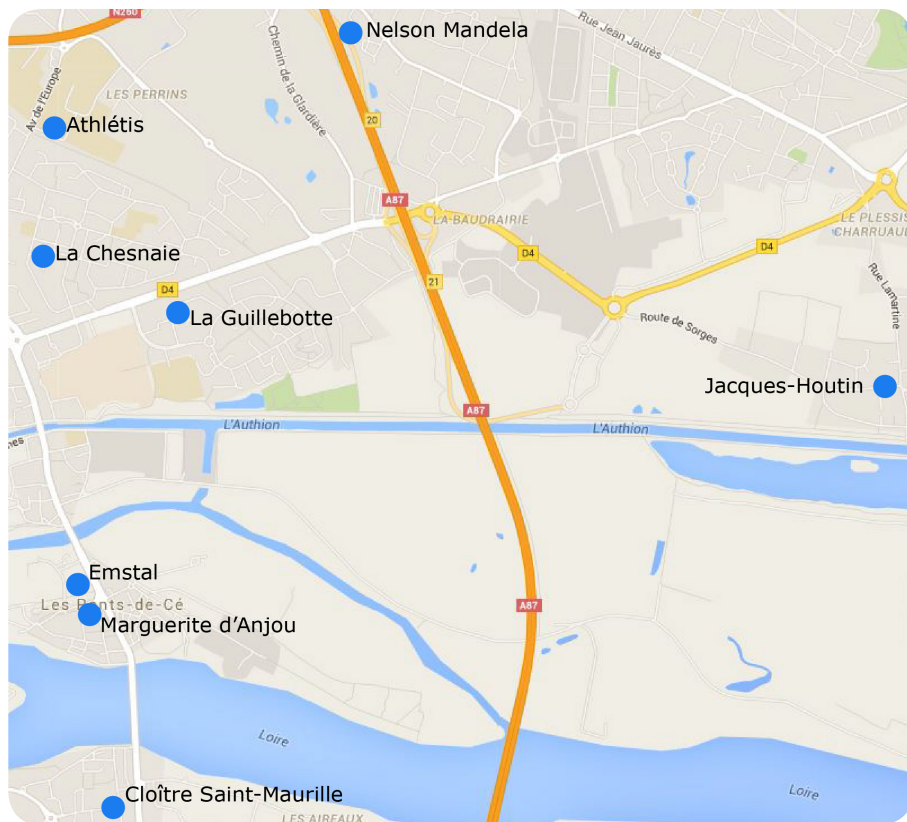 N260
Nelson Mandela
Rue Jean Jaurès
Chemin de la Glardière
LES PERRINS
Av de l'Europe
20
Athlétis
A87
LA BAUDRAIRIE
LE PLESSIS
CHARRUAULT
La Chesnaie
D4
D4
D4
21
Rue Lamartine
La Guillebotte
Route de Sorges
Jacques-Houtin
A87
L'Authion
L'Authion
Emstal
Les Ponts-de-Cé
A87
Marguerite d'Anjou
Loire
Loire
Cloître Saint-Maurille
LES AIREAUX